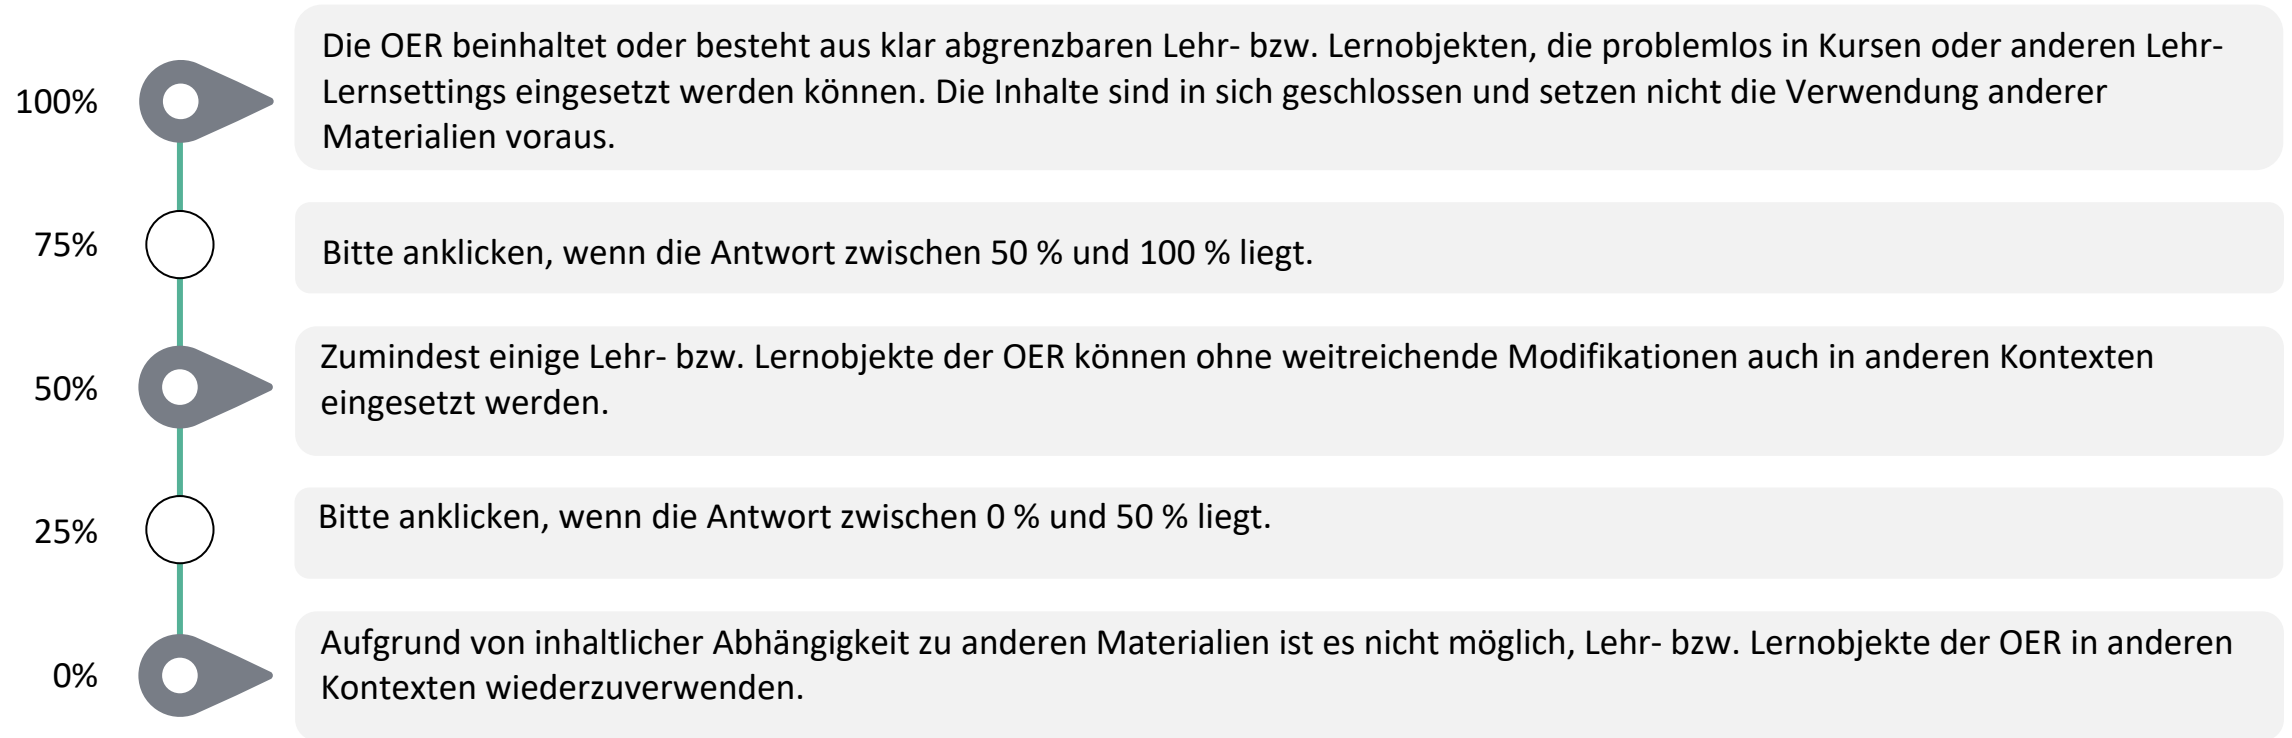 100%
Die OER beinhaltet oder besteht aus klar abgrenzbaren Lehr- bzw. Lernobjekten, die problemlos in Kursen oder anderen Lehr-
Lernsettings eingesetzt werden können. Die Inhalte sind in sich geschlossen und setzen nicht die Verwendung anderer
Materialien voraus.
75%
Bitte anklicken, wenn die Antwort zwischen 50 % und 100 % liegt.
50%
Zumindest einige Lehr- bzw. Lernobjekte der OER können ohne weitreichende Modifikationen auch in anderen Kontexten
eingesetzt werden.
25%
Bitte anklicken, wenn die Antwort zwischen 0 % und 50 % liegt.
0%
Aufgrund von inhaltlicher Abhängigkeit zu anderen Materialien ist es nicht möglich, Lehr- bzw. Lernobjekte der OER in anderen
Kontexten wiederzuverwenden.